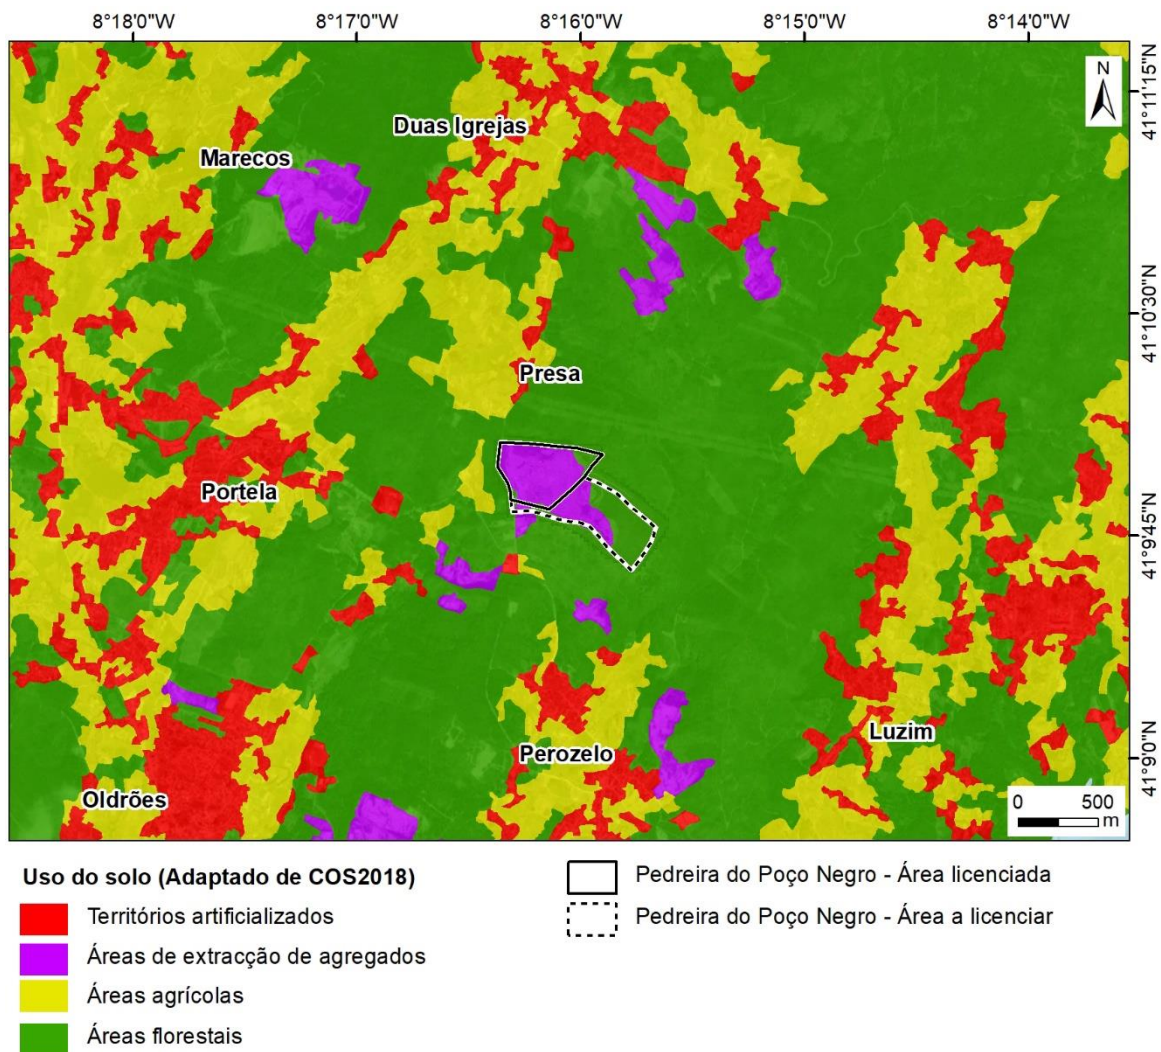 8°18'0"W 8°17'0"W 8°16'0"W 8°15'0"W 8°14'0"W
N
41°11'15"N
Duas Igrejas
Marecos
41°10'30"N
Presa
Portela
41°9'45"N
Luzim
Perozelo
41°9'0"N
Oldrões
0 500
m
Uso do solo (Adaptado de COS2018)
Territórios artificializados
Áreas de extracção de agregados
Áreas agrícolas
Áreas florestais
Pedreira do Poço Negro - Área licenciada
Pedreira do Poço Negro - Área a licenciar